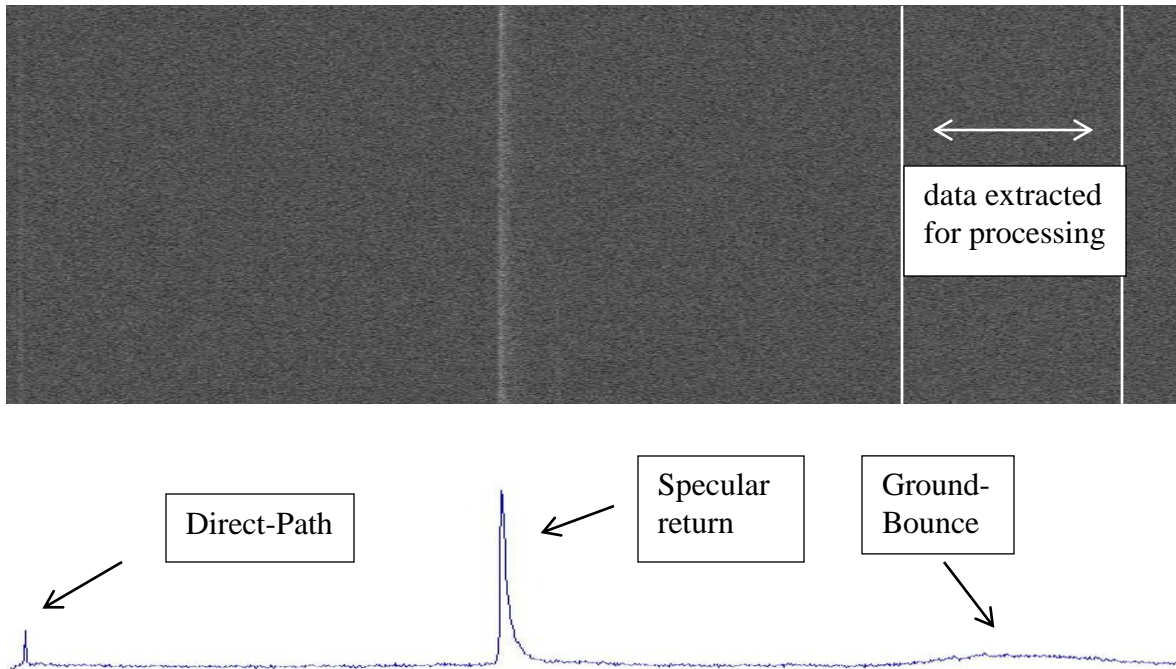 data extracted
for processing
Direct-Path
Specular
return
Ground-
Bounce